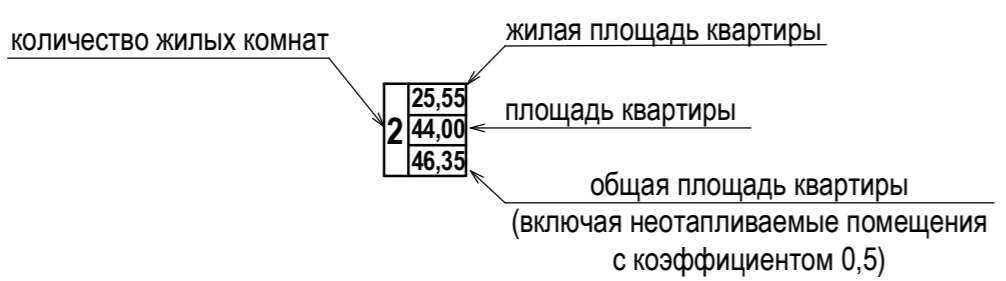 количество жилых комнат
жилая площадь квартиры
2
25,55
44,00
46,35
площадь квартиры
общая площадь квартиры
(включая неотапливаемые помещения
с коэффициентом 0,5)